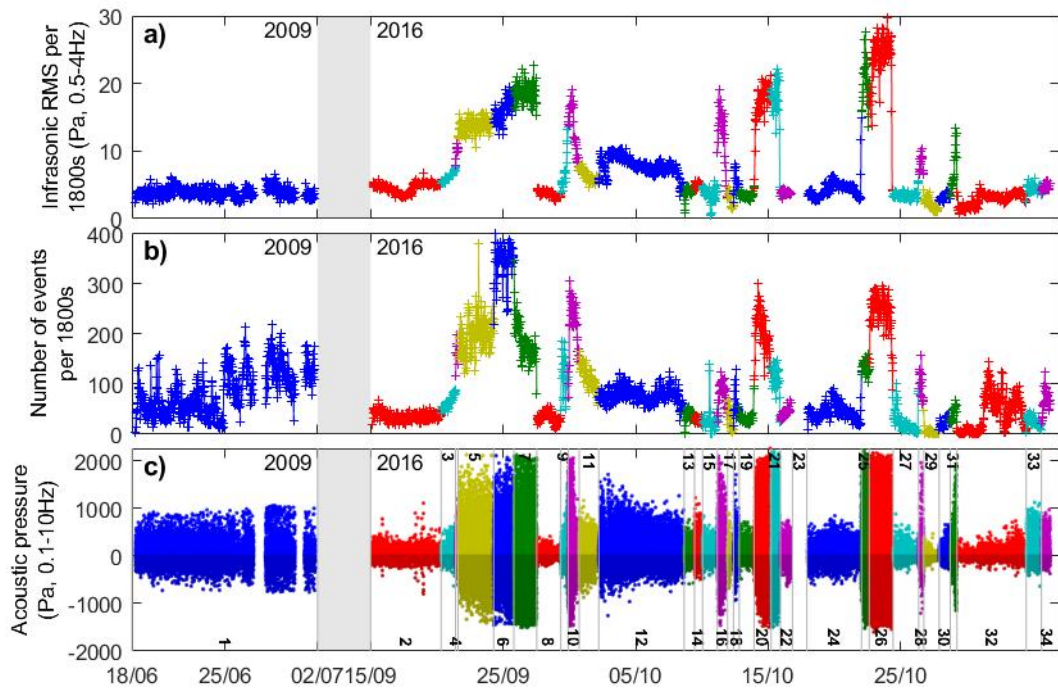 a)
2009
2016
30
20
10
0
Infrasonic RMS per
1800s (Pa, 0.5-4Hz)
b)
2009
2016
400
300
200
100
0
Number of events
per 1800s
c)
2009
2016
2000
1000
0
-1000
-2000
Acoustic pressure
(Pa, 0.1-10Hz)
3 5 7 9 11 13 15 17 19 21 23 25 27 29 31 33
1 2 4 6 8 10 12 14 16 18 20 22 24 26 28 30 32 34
18/06 25/06 02/07 15/09 25/09 05/10 15/10 25/10